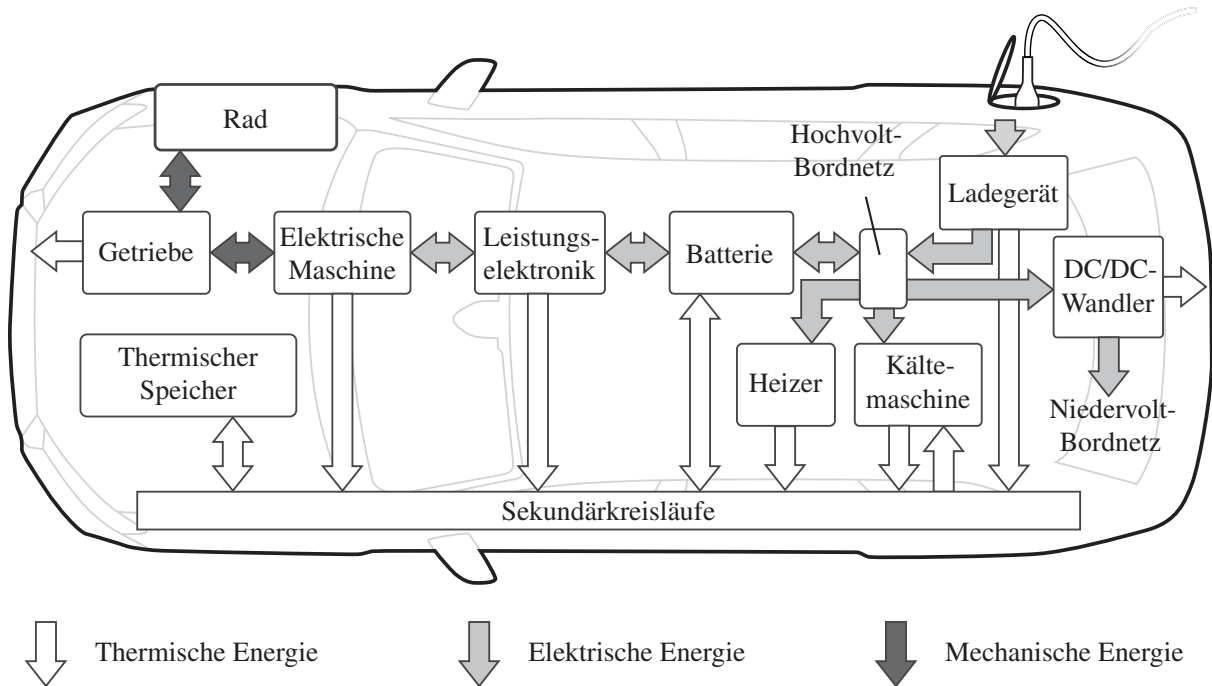 Rad
Hochvolt-
Bordnetz
Ladegerät
Getriebe
Elektrische
Maschine
Leistungs-
elektronik
Batterie
DC/DC-
Wandler
Thermischer
Speicher
Heizer
Kälte-
maschine
Niedervolt-
Bordnetz
Sekundärkreisläufe
Thermische Energie
Elektrische Energie
Mechanische Energie